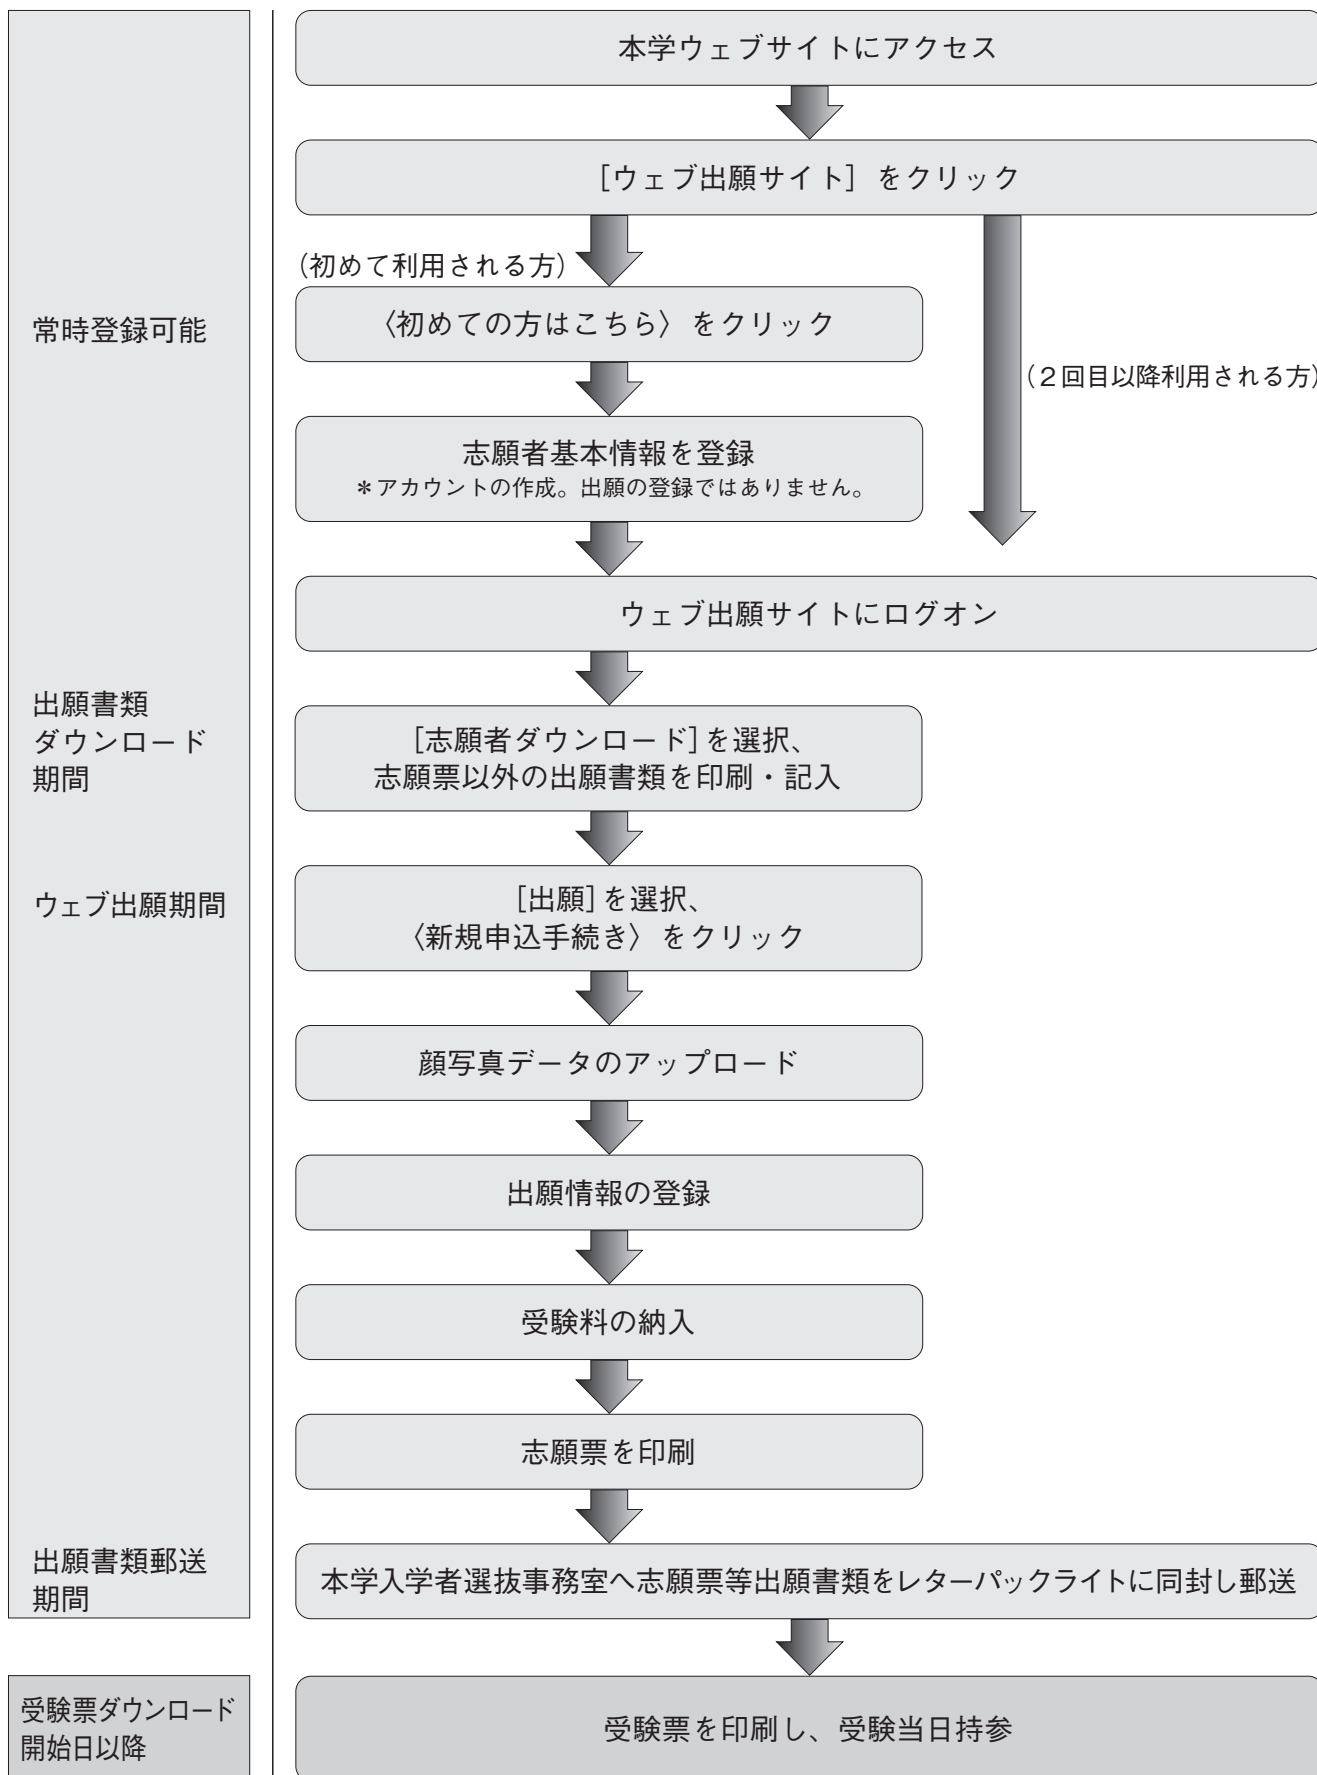 本学ウェブサイトにアクセス
［ウェブ出願サイト］をクリック
（初めて利用される方）
常時登録可能
〈初めての方はこちら〉をクリック
（２回目以降利用される方）
志願者基本情報を登録
＊アカウントの作成。出願の登録ではありません。
ウェブ出願サイトにログオン
出願書類
ダウンロード
期間
［志願者ダウンロード］を選択、
志願票以外の出願書類を印刷・記入
ウェブ出願期間
［出願］を選択、
〈新規申込手続き〉をクリック
顔写真データのアップロード
出願情報の登録
受験料の納入
志願票を印刷
出願書類郵送
期間
本学入学者選抜事務室へ志願票等出願書類をレターパックライトに同封し郵送
受験票ダウンロード
開始日以降
受験票を印刷し、受験当日持参